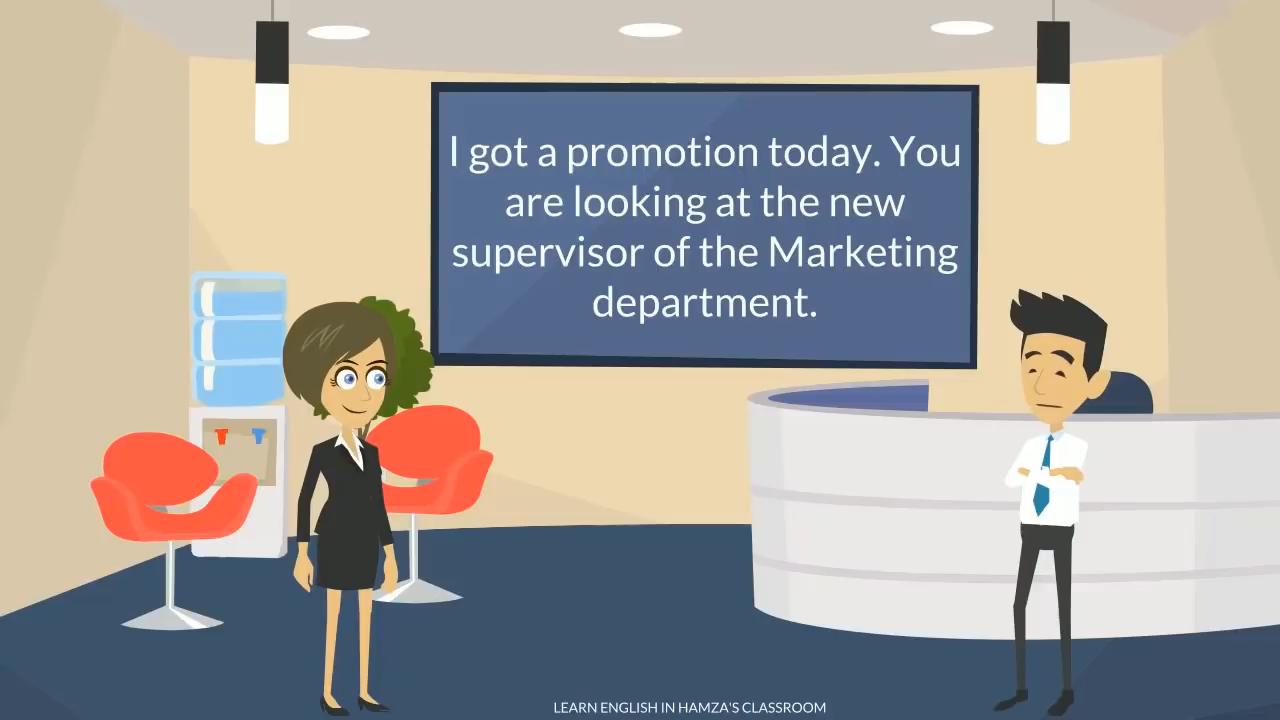 I got a promotion today. You
are looking at the new
supervisor of the Marketing
department.
LEARN ENGLISH IN HAMZA'S CLASSROOM